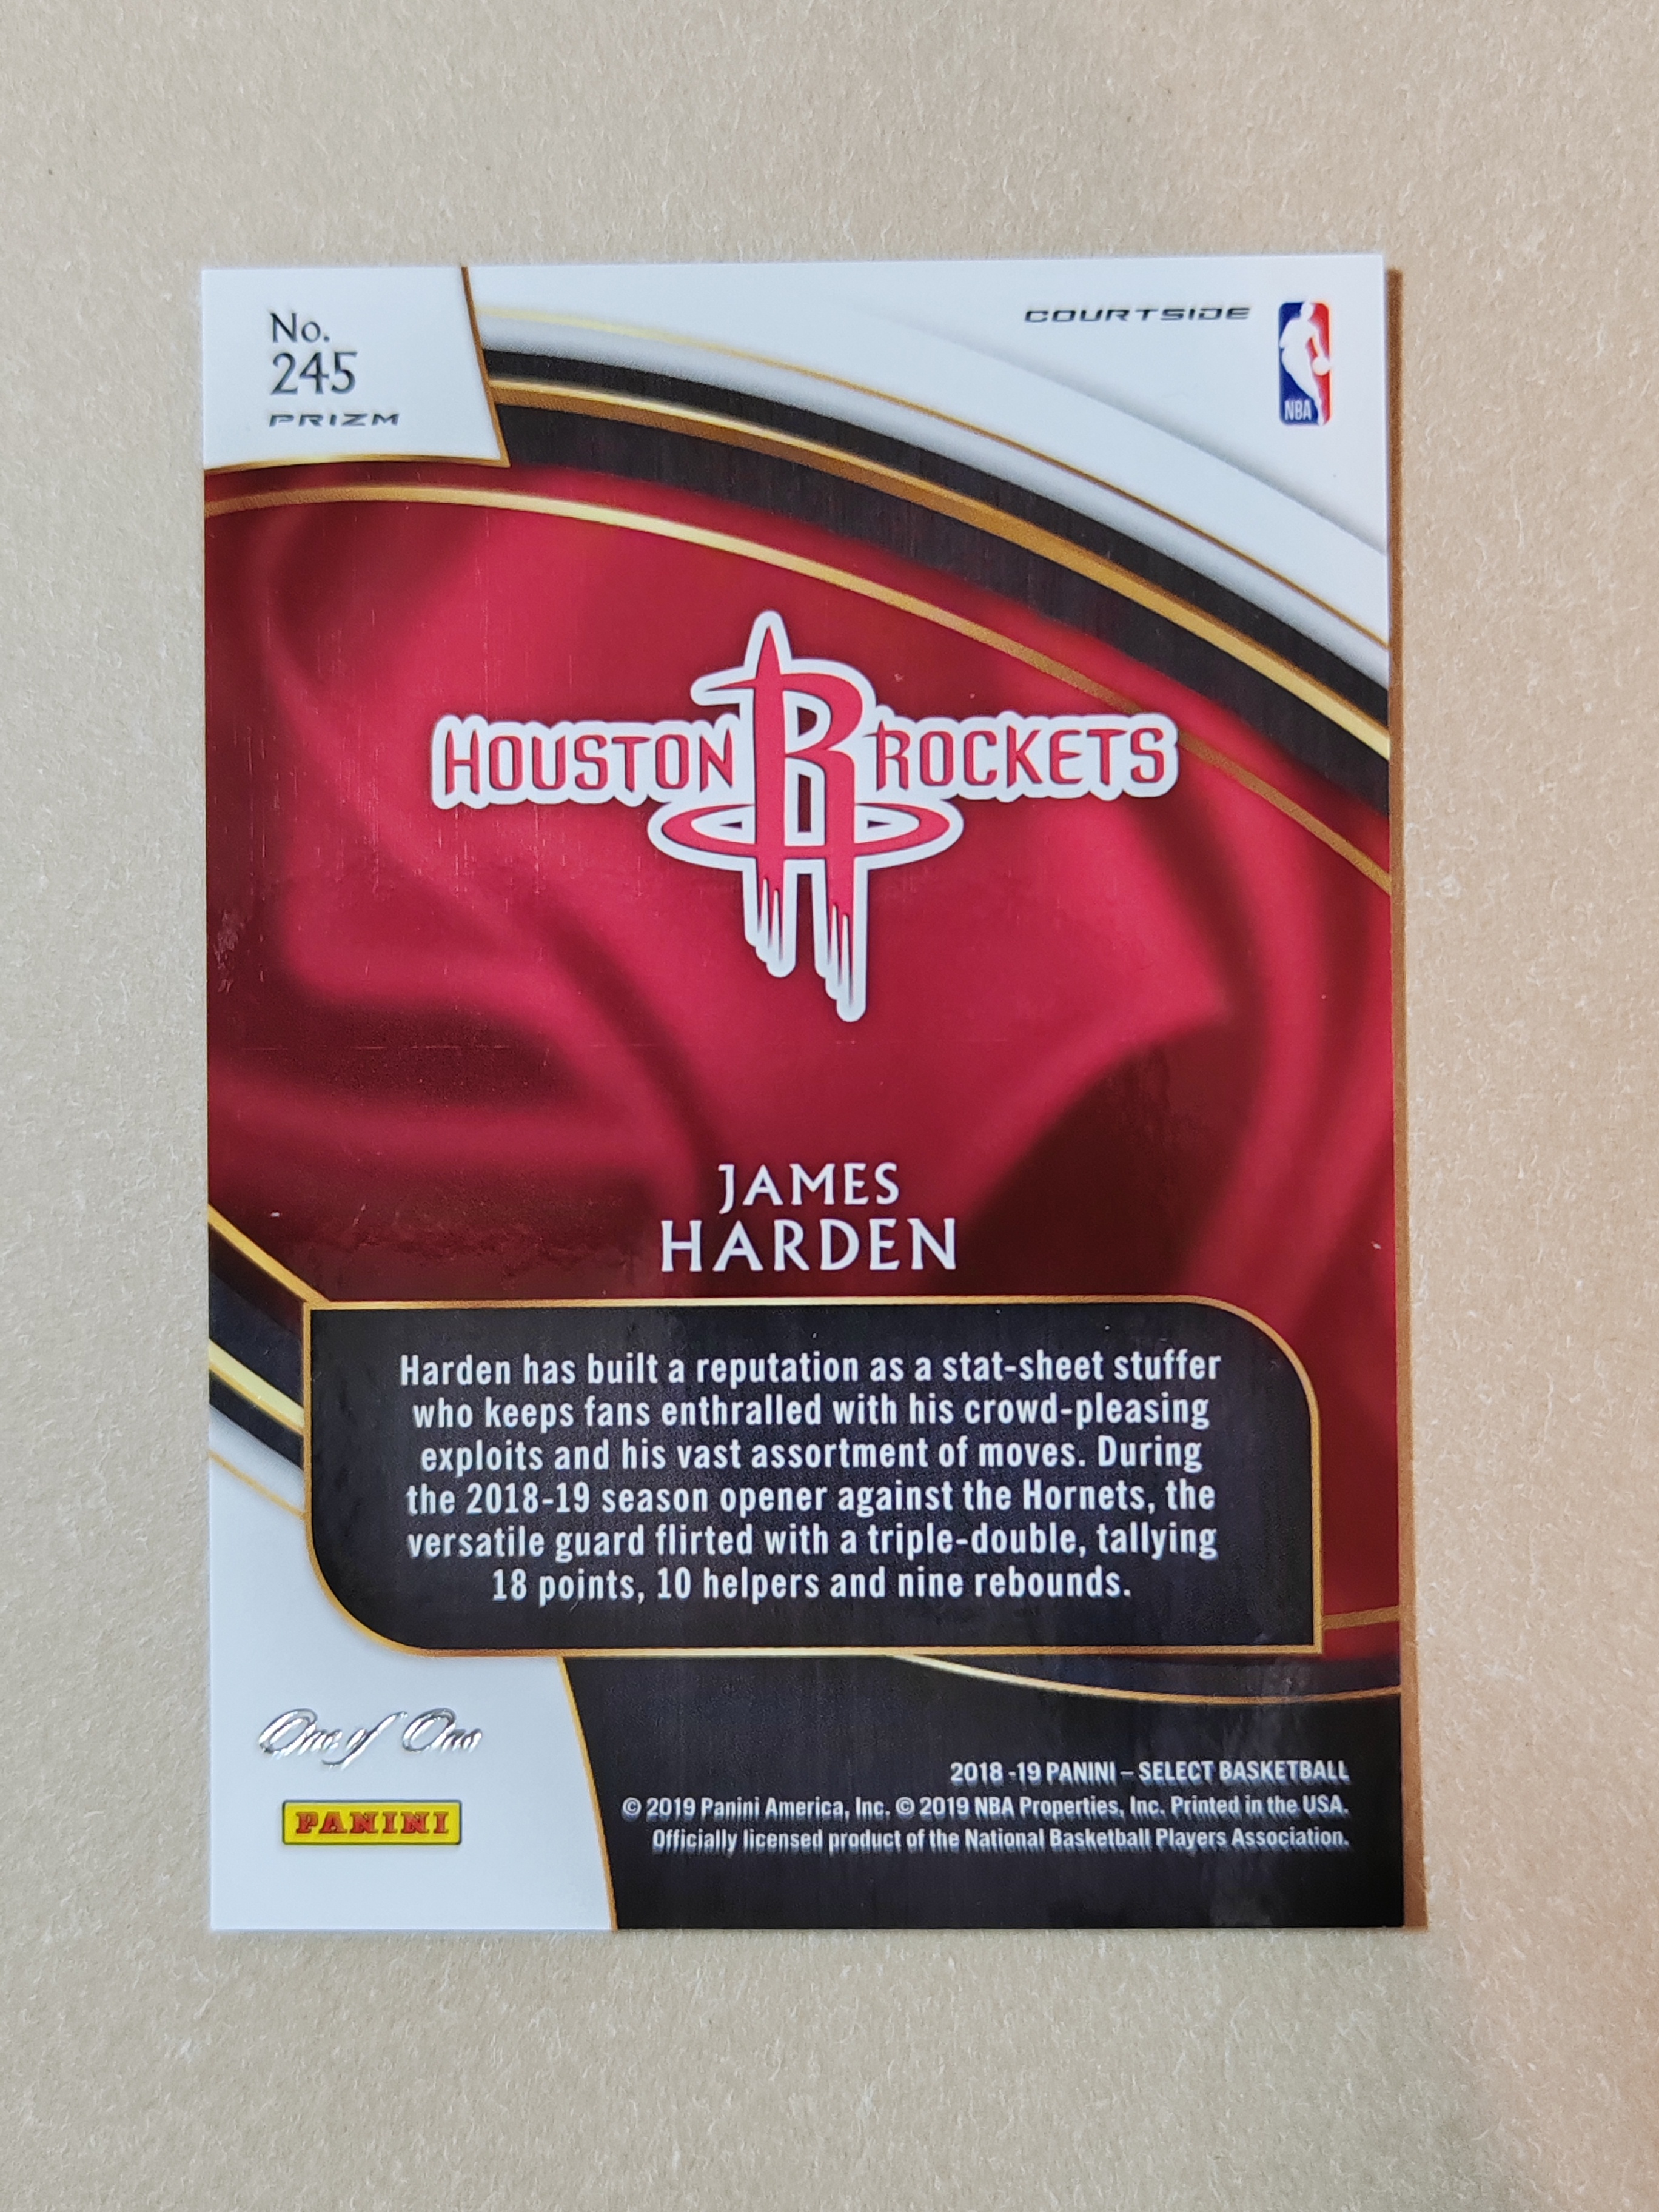 No.
245
PRIZM
COURTSIDE
NBA
HOUSTON R ROCKETS
JAMES
HARDEN
Harden has built a reputation as a stat-sheet stuffer
who keeps fans enthralled with his crowd-pleasing
exploits and his vast assortment of moves. During
the 2018-19 season opener against the Hornets, the
versatile guard flirted with a triple-double, tallying
18 points, 10 helpers and nine rebounds.
One of One
PANINI
2018 -19 PANINI – SELECT BASKETBALL
© 2019 Panini America, Inc. © 2019 NBA Properties, Inc. Printed in the USA.
Officially licensed product of the National Basketball Players Association.